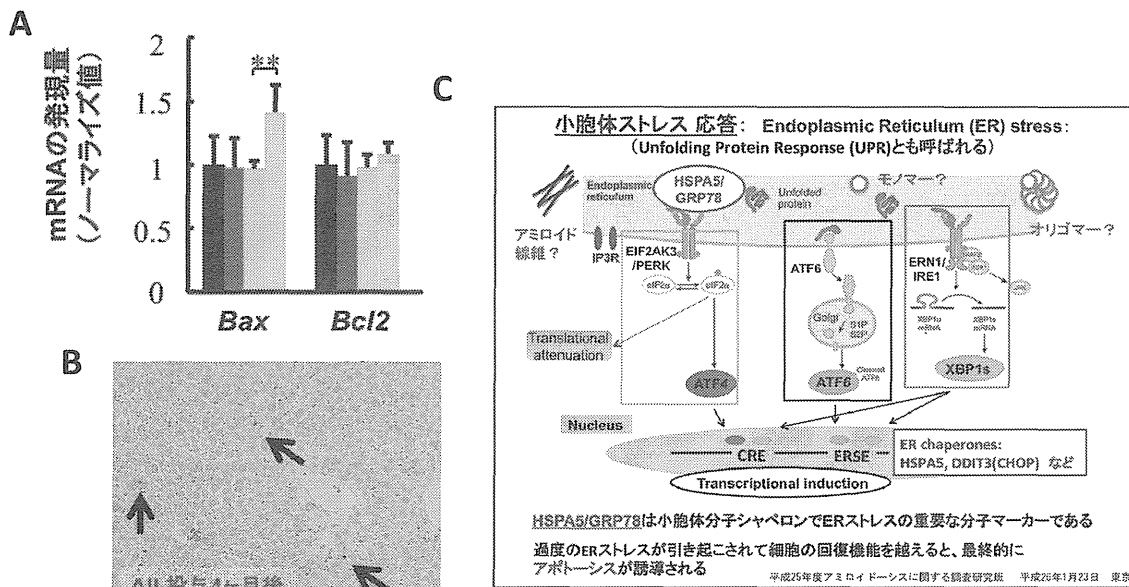 A
mRNAの発現量
(ノーマライズ値)
2
1.5
1
0.5
0
**
Bax
Bcl2
B
C
小胞体ストレス 応答： Endoplasmic Reticulum (ER) stress：
（Unfolding Protein Response (UPR)とも呼ばれる）
Endoplasmic
reticulum
HSPA5/
GRP78
Unfolded
protein
モノマー？
オリゴマー？
アミロイド
線維？
IP3R
EIF2AK3
/PERK
eIF2α
eIF2α
ATF6
Golgi
S1P
S2P
ERN1/
IRE1
XBP1u
mRNA
XBP1s
mRNA
Translational
attenuation
ATF4
ATF6
Cleaved
ATF6
XBP1s
Nucleus
CRE
ERSE
ER chaperones:
HSPA5, DDIT3(CHOP) など
Transcriptional induction
HSPA5/GRP78は小胞体分子シャペロンでERストレスの重要な分子マーカーである
過度のERストレスが引き起こされて細胞の回復機能を越えると、最終的に
アポトーシスが誘導される
平成25年度アミロイドーシスに関する調査研究班 平成26年1月23日 東京